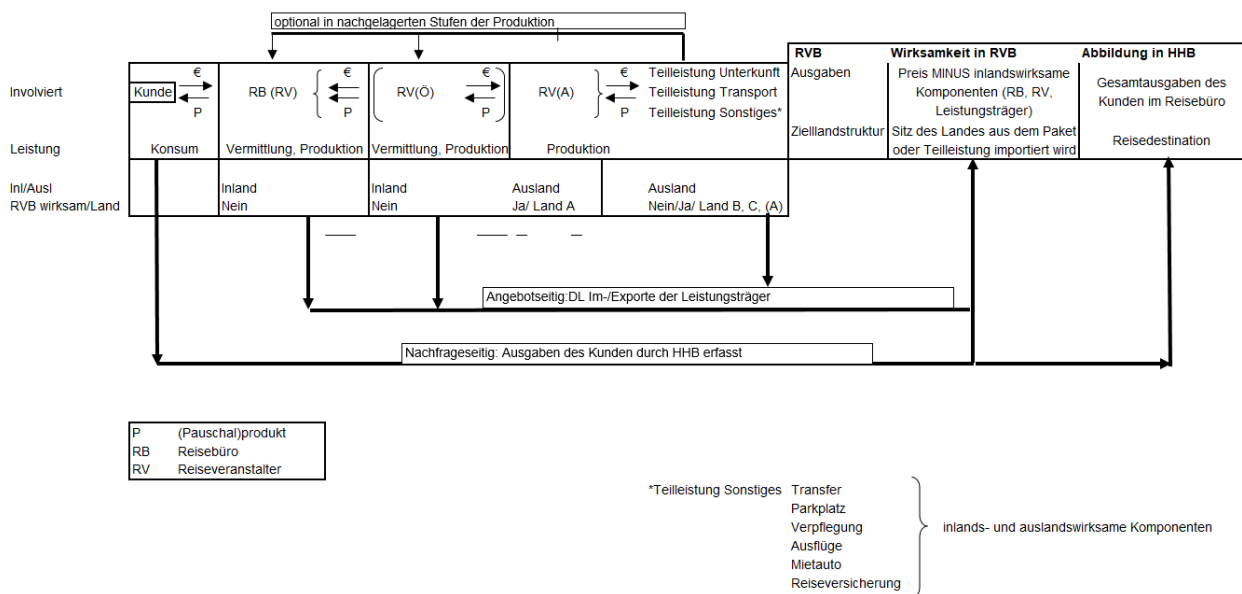 optional in nachgelagerten Stufen der Produktion
RVB Wirksamkeit in RVB Abbildung in HHB
Involviert Kunde € P RB (RV) € P RV(Ö) € P RV(A) € P
Teilleistung Unterkunft
Teilleistung Transport
Teilleistung Sonstiges*
Ausgaben
Preis MINUS inlandswirksame
Komponenten (RB, RV,
Leistungsträger)
Gesamtausgaben des
Kunden im Reisebüro
Ziellandstruktur
Sitz des Landes aus dem Paket
oder Teilleistung importiert wird
Reisedestination
Leistung Konsum Vermittlung, Produktion Vermittlung, Produktion Produktion
Inl/Ausl Inland Inland Ausland Ausland
RVB wirksam/Land Nein Nein Ja/ Land A Nein/Ja/ Land B, C, (A)
Angebotseitig:DL Im-/Exporte der Leistungsträger
Nachfrageseitig: Ausgaben des Kunden durch HHB erfasst
P (Pauschal)produkt
RB Reisebüro
RV Reiseveranstalter
*Teilleistung Sonstiges Transfer
Parkplatz
Verpflegung
Ausflüge
Mietauto
Reiseversicherung
inlands- und auslandswirksame Komponenten